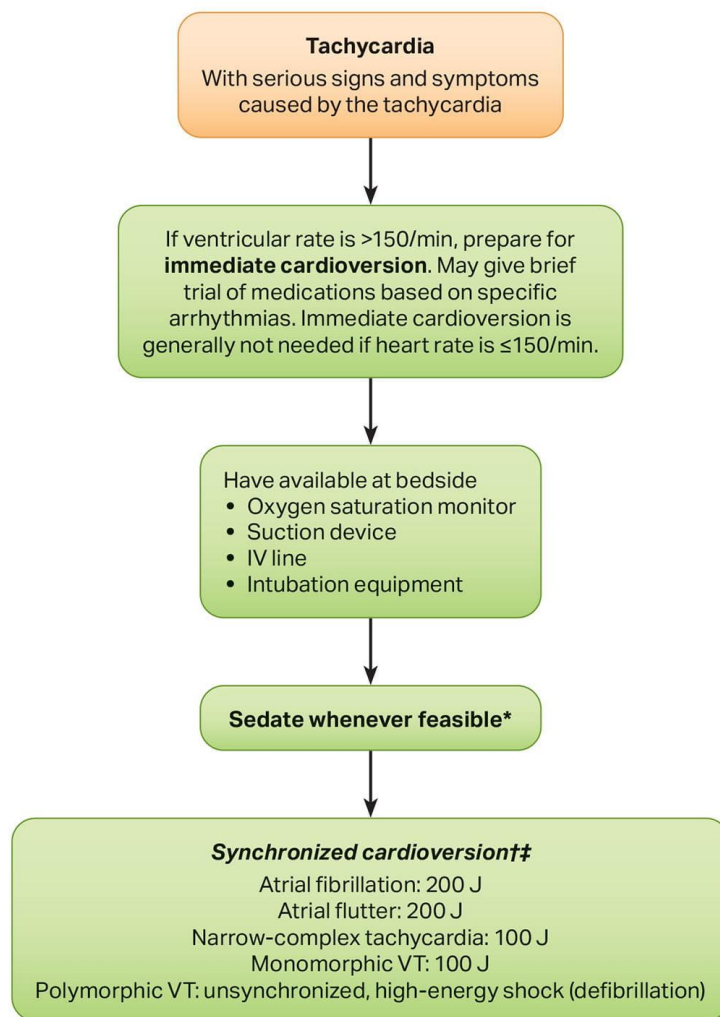 Tachycardia
With serious signs and symptoms
caused by the tachycardia
If ventricular rate is >150/min, prepare for
immediate cardioversion. May give brief
trial of medications based on specific
arrhythmias. Immediate cardioversion is
generally not needed if heart rate is ≤150/min.
Have available at bedside
• Oxygen saturation monitor
• Suction device
• IV line
• Intubation equipment
Sedate whenever feasible*
Synchronized cardioversion†‡
Atrial fibrillation: 200 J
Atrial flutter: 200 J
Narrow-complex tachycardia: 100 J
Monomorphic VT: 100 J
Polymorphic VT: unsynchronized, high-energy shock (defibrillation)